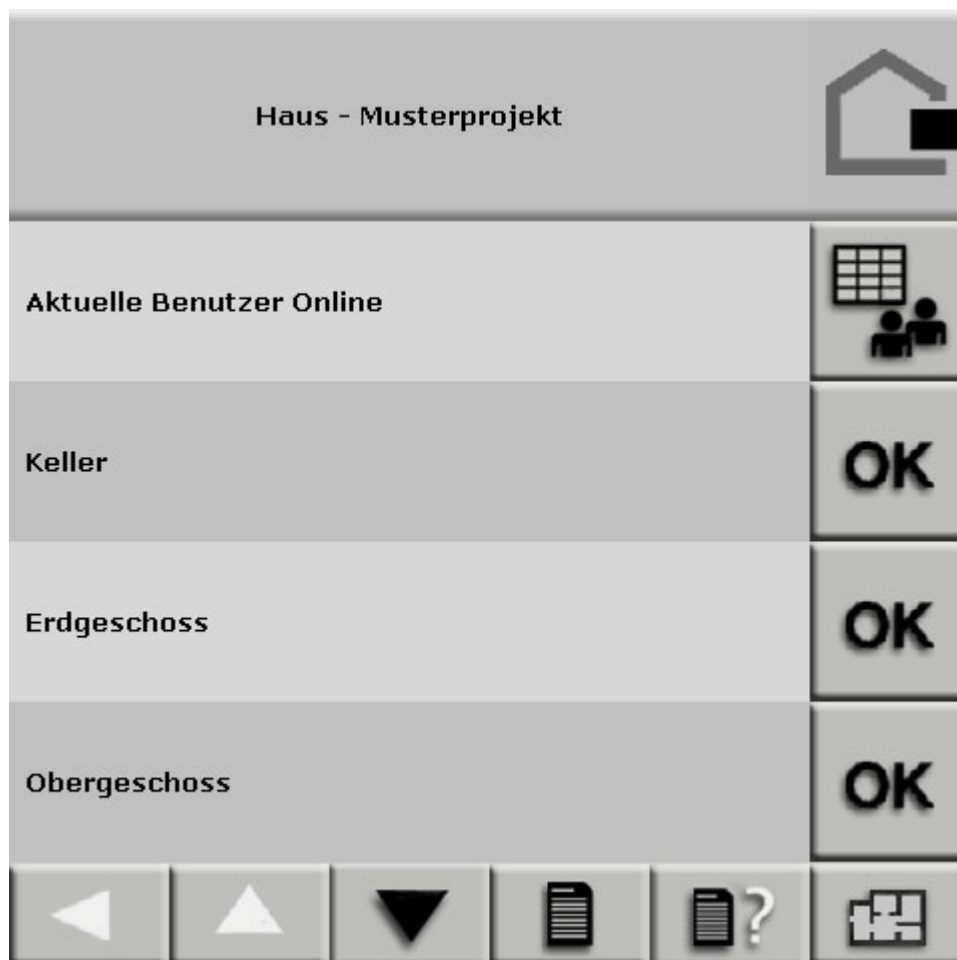 Haus - Musterprojekt
Aktuelle Benutzer Online
Keller
OK
Erdgeschoss
OK
Obergeschoss
OK
?